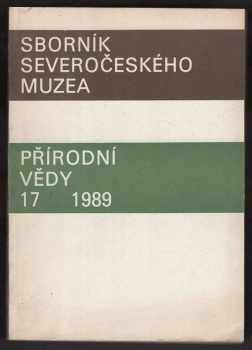 SBORNÍK
SEVEROČESKÉHO
MUZEA
PŘÍRODNÍ
VĚDY
17 1989